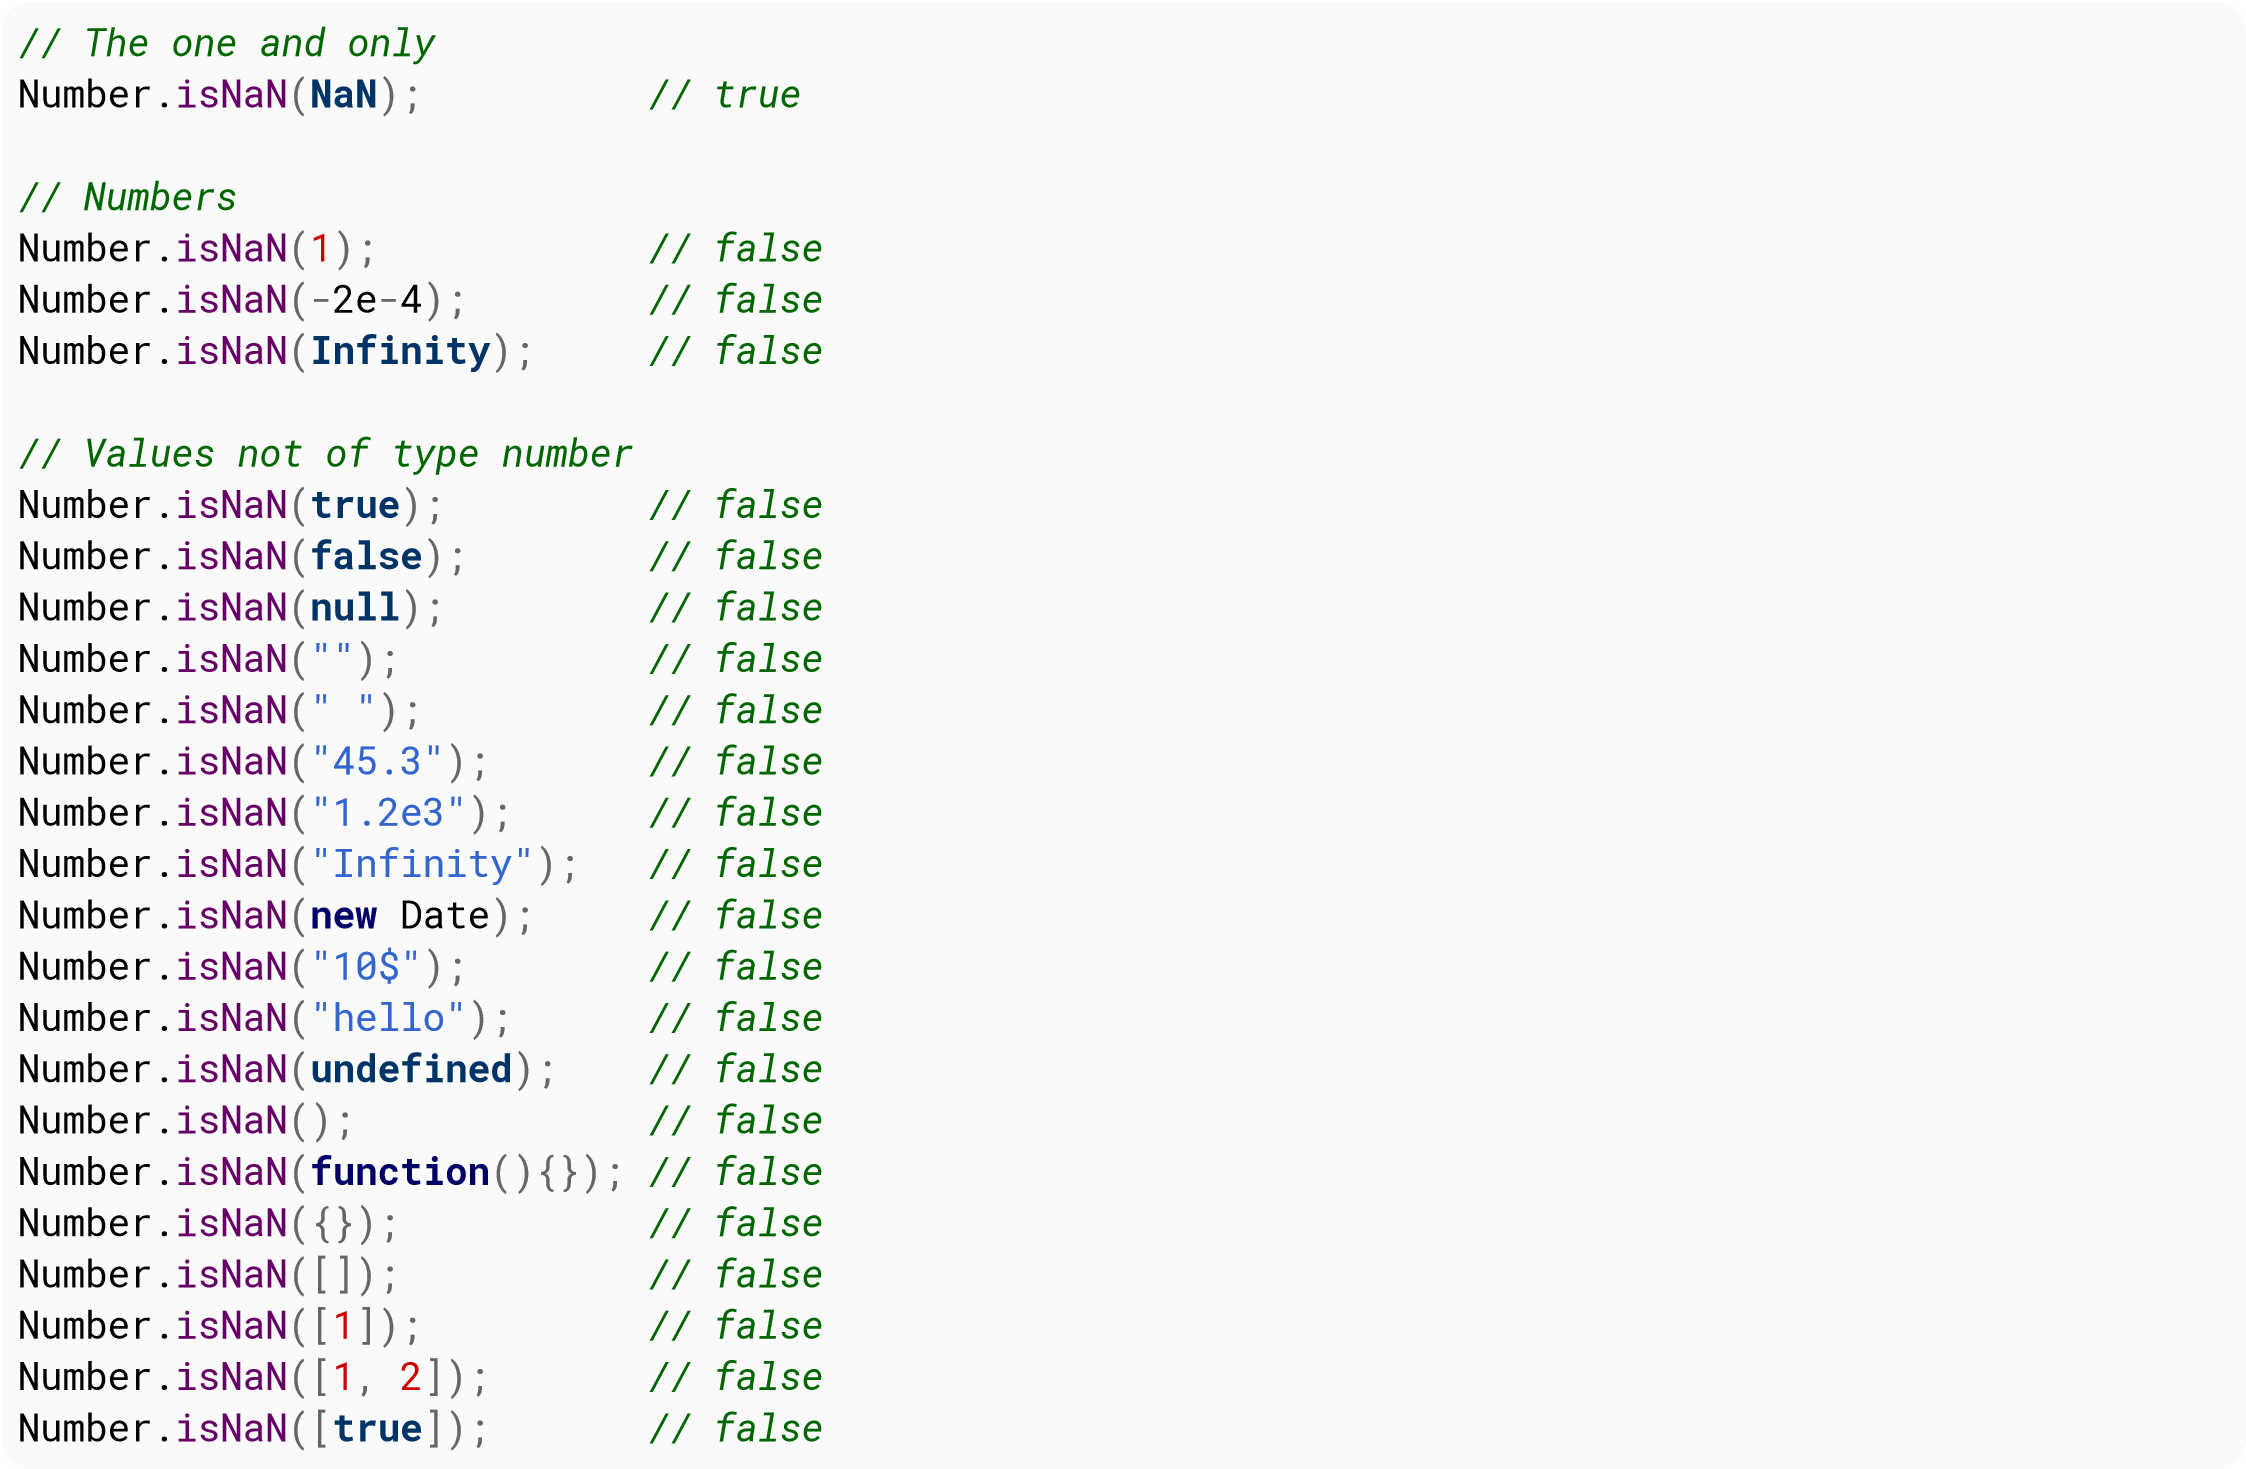 // The one and only
Number.isNaN(NaN);          // true

// Numbers
Number.isNaN(1);            // false
Number.isNaN(-2e-4);        // false
Number.isNaN(Infinity);     // false

// Values not of type number
Number.isNaN(true);         // false
Number.isNaN(false);        // false
Number.isNaN(null);         // false
Number.isNaN("");           // false
Number.isNaN(" ");          // false
Number.isNaN("45.3");       // false
Number.isNaN("1.2e3");      // false
Number.isNaN("Infinity");   // false
Number.isNaN(new Date);     // false
Number.isNaN("10$");        // false
Number.isNaN("hello");      // false
Number.isNaN(undefined);    // false
Number.isNaN();             // false
Number.isNaN(function(){}); // false
Number.isNaN({});           // false
Number.isNaN([]);           // false
Number.isNaN([1]);          // false
Number.isNaN([1, 2]);       // false
Number.isNaN([true]);       // false